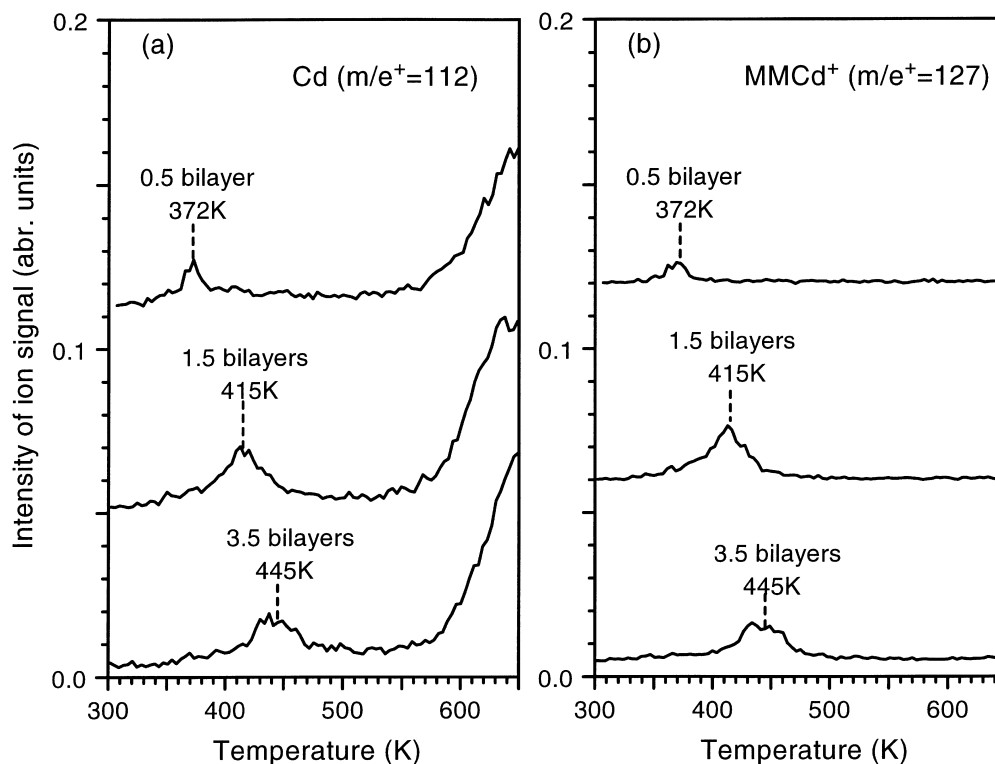 Intensity of ion signal (abr. units)
0.2
0.1
0.0
(a)
Cd (m/e⁺=112)
0.5 bilayer
372K
1.5 bilayers
415K
3.5 bilayers
445K
300 400 500 600
Temperature (K)
0.2
0.1
0.0
(b)
MMCd⁺ (m/e⁺=127)
0.5 bilayer
372K
1.5 bilayers
415K
3.5 bilayers
445K
300 400 500 600
Temperature (K)